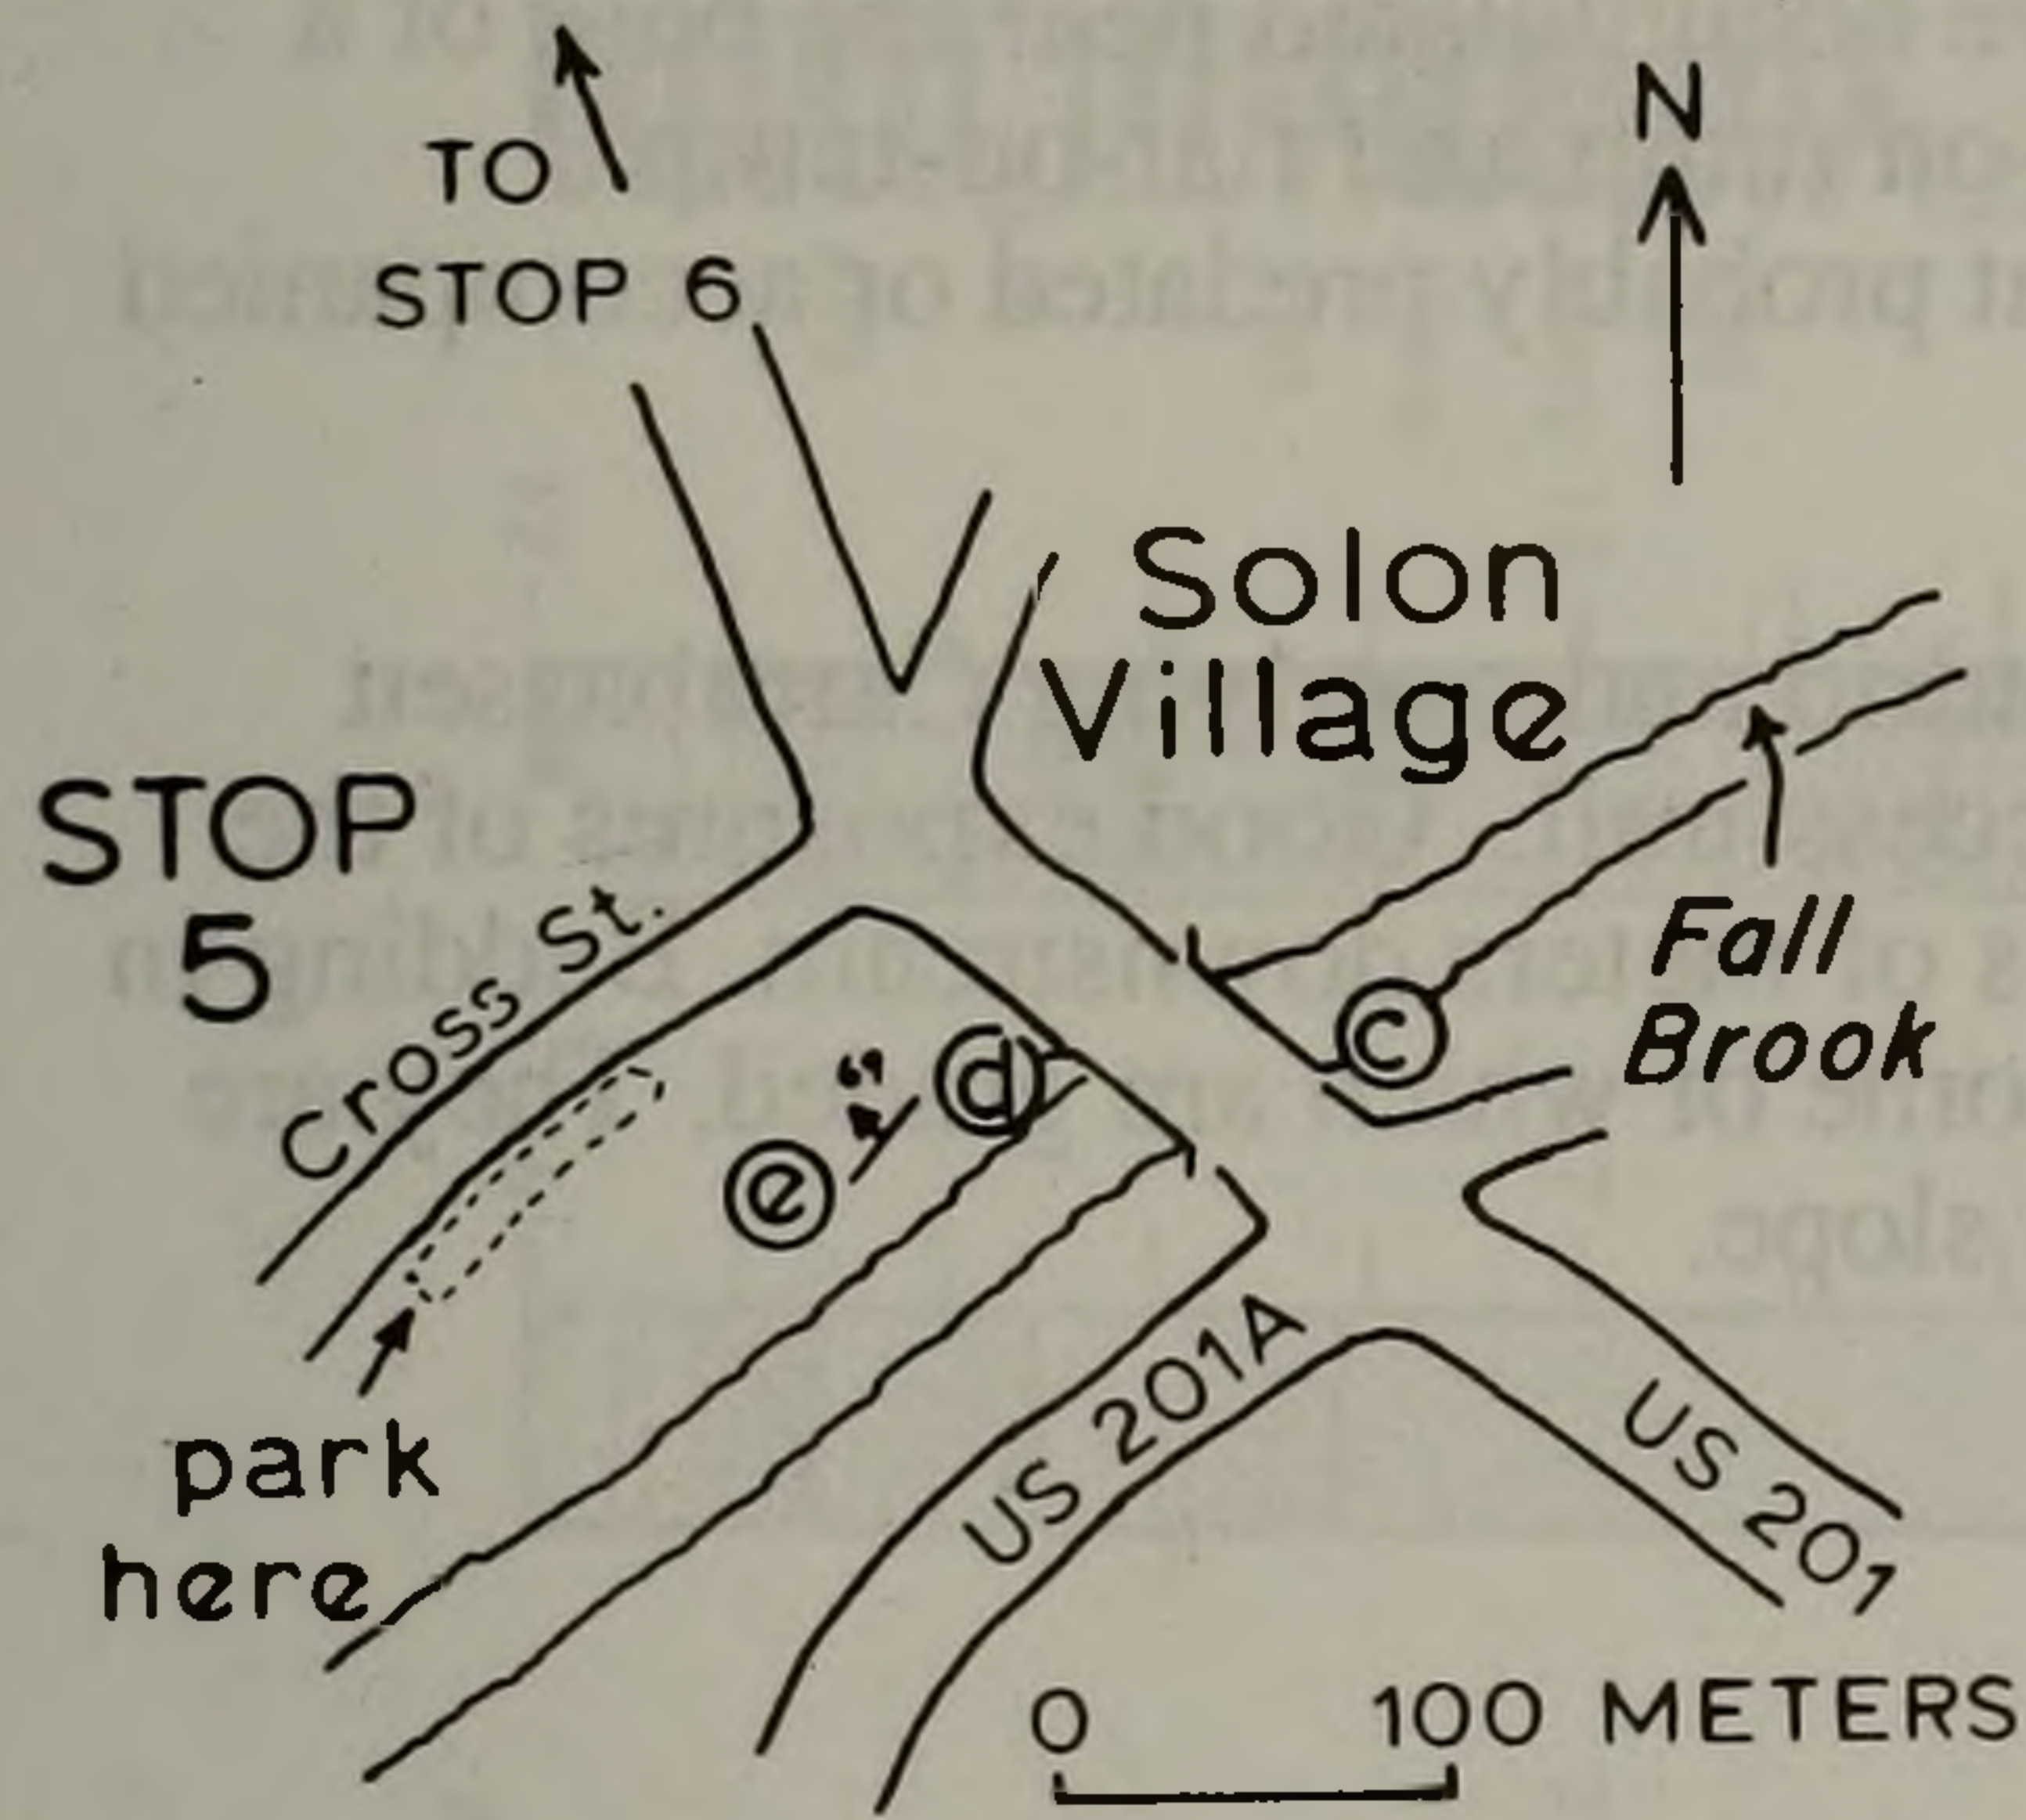 TO
STOP 6
N
Solon
Village
STOP
5
Cross St.
Fall
Brook
c
d
69
e
park
here
US 201A
US 201
0 100 METERS